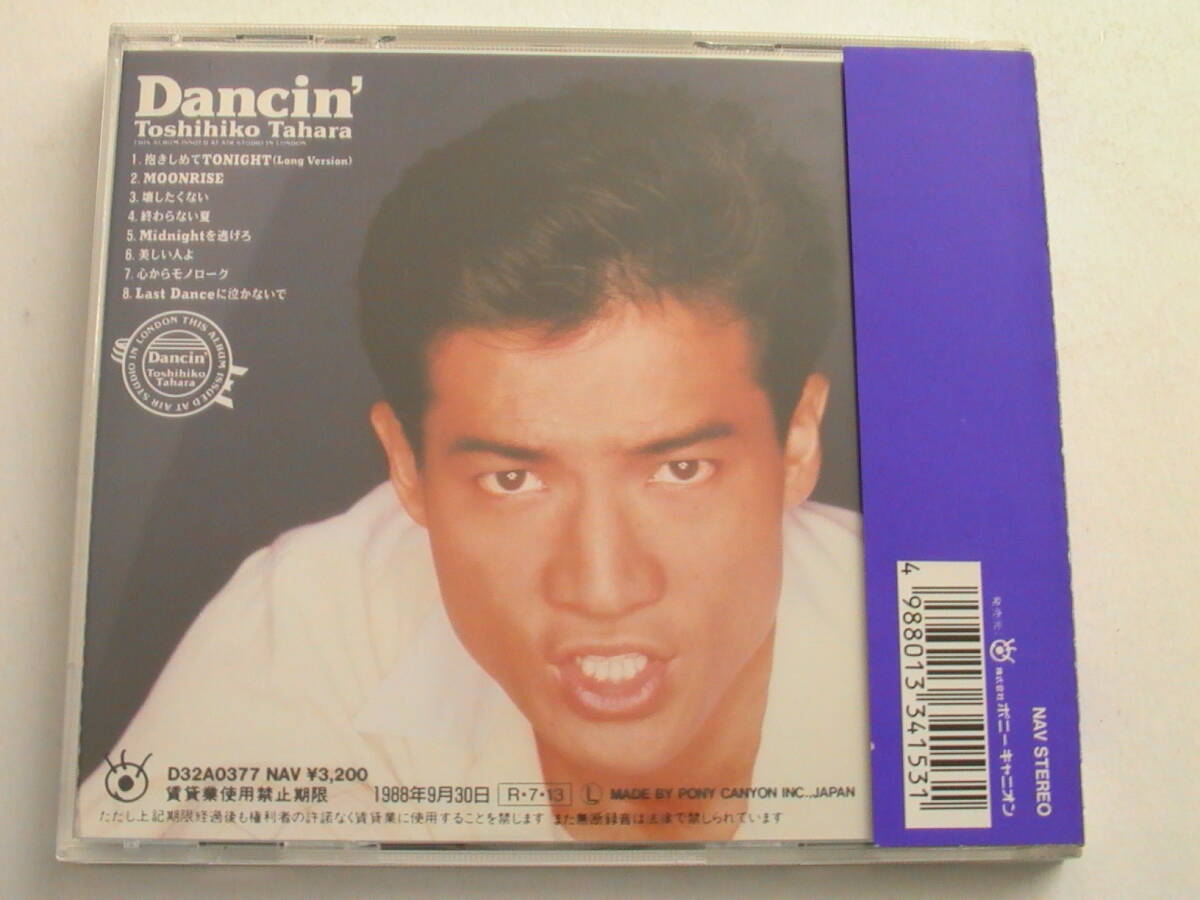 Dancin'
Toshihiko Tahara
THIS ALBUM ISSUED AT AIR STUDIO IN LONDON
1. 抱きしめてTONIGHT(Long Version)
2. MOONRISE
3. 壊したくない
4. 終わらない夏
5. Midnightを逃げろ
6. 美しい人よ
7. 心からモノローグ
8. Last Danceに泣かないで
THIS ALBUM ISSUED AT AIR STUDIO IN LONDON
Dancin'
Toshihiko
Tahara
D32A0377 NAV ¥3,200
賃貸業使用禁止期限 1988年9月30日 R・7・13 L MADE BY PONY CANYON INC.,JAPAN
ただし上記期限経過後も権利者の許諾なく賃貸業に使用することを禁じます また無断録音は法律で禁じられています
4 988013 341531
発売元
株式会社ポニーキャニオン
NAV STEREO